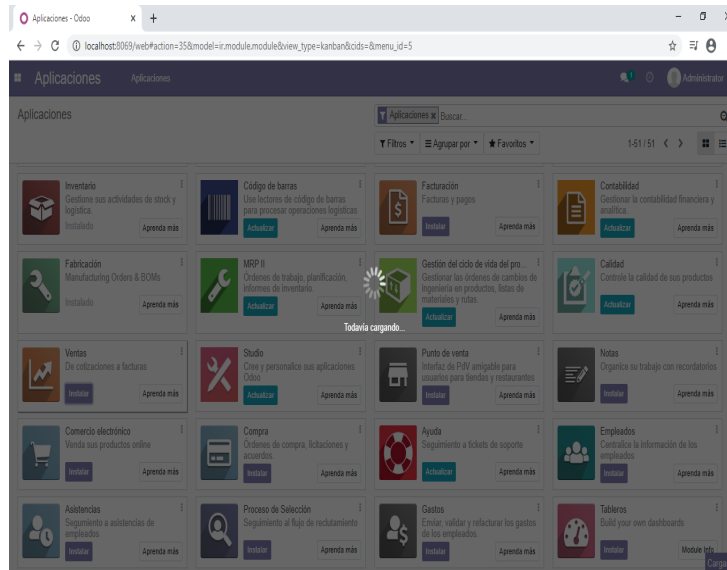 Aplicaciones - Odoo
localhost:8069/web#action=35&model=ir.module.module&view_type=kanban&cids=&menu_id=5
Aplicaciones Aplicaciones 1 Administrator
Aplicaciones
Aplicaciones x Buscar...
Filtros Agrupar por Favoritos 1-51 / 51
Inventario
Gestione sus actividades de stock y
logística.
Instalado Aprenda más
Código de barras
Use lectores de código de barras
para procesar operaciones logísticas
Actualizar Aprenda más
Facturación
Facturas y pagos
Instalar Aprenda más
Contabilidad
Gestionar la contabilidad financiera y
analítica.
Actualizar Aprenda más
Fabricación
Manufacturing Orders & BOMs
Instalado Aprenda más
MRP II
Órdenes de trabajo, planificación,
informes de inventario.
Actualizar Aprenda más
Gestión del ciclo de vida del pro...
Gestionar las órdenes de cambios de
ingeniería en productos, listas de
materiales y rutas.
Actualizar Aprenda más
Calidad
Controle la calidad de sus productos
Actualizar Aprenda más
Todavía cargando...
Ventas
De cotizaciones a facturas
Instalar Aprenda más
Studio
Cree y personalice sus aplicaciones
Odoo
Actualizar Aprenda más
Punto de venta
Interfaz de PdV amigable para
usuarios para tiendas y restaurantes
Instalar Aprenda más
Notas
Organice su trabajo con recordatorios
Instalar Aprenda más
Comercio electrónico
Venda sus productos online
Instalar Aprenda más
Compra
Órdenes de compra, licitaciones y
acuerdos.
Instalar Aprenda más
Ayuda
Seguimiento a tickets de soporte
Actualizar Aprenda más
Empleados
Centralice la información de los
empleados
Instalar Aprenda más
Asistencias
Seguimiento a asistencias de
empleados
Instalar Aprenda más
Proceso de Selección
Seguimiento al flujo de reclutamiento
Instalar Aprenda más
Gastos
Enviar, validar y refacturar los gastos
de los empleados.
Instalar Aprenda más
Tableros
Build your own dashboards
Instalar Module Info